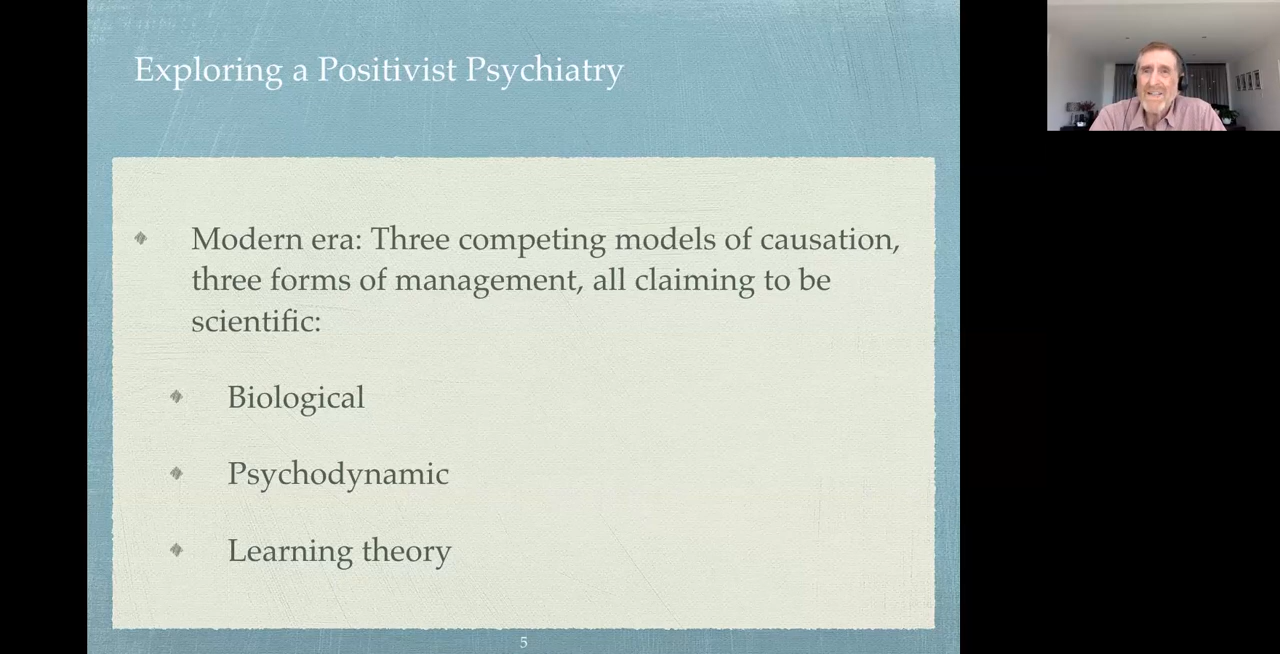 Exploring a Positivist Psychiatry
Modern era: Three competing models of causation,
three forms of management, all claiming to be
scientific:
Biological
Psychodynamic
Learning theory
5